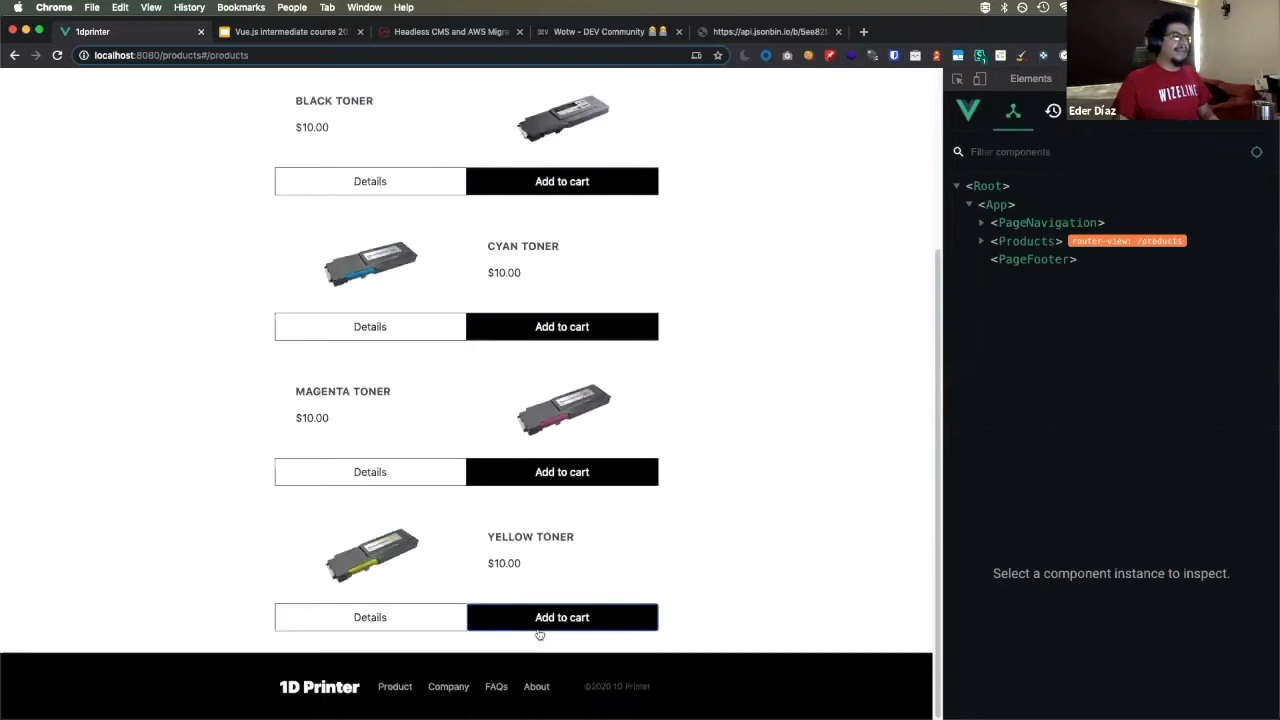 Chrome File Edit View History Bookmarks People Tab Window Help
1dprinter
Vue.js intermediate course 20
Headless CMS and AWS Migra
DEV Wotw - DEV Community
https://api.jsonbin.io/b/5ee82
localhost:8080/products#/products
BLACK TONER
$10.00
Details
Add to cart
CYAN TONER
$10.00
Details
Add to cart
MAGENTA TONER
$10.00
Details
Add to cart
YELLOW TONER
$10.00
Details
Add to cart
1D Printer Product Company FAQs About ©2020 1D Printer
Elements
WIZELINE
Eder Díaz
Filter components
<Root>
<App>
<PageNavigation>
<Products> router-view: /products
<PageFooter>
Select a component instance to inspect.